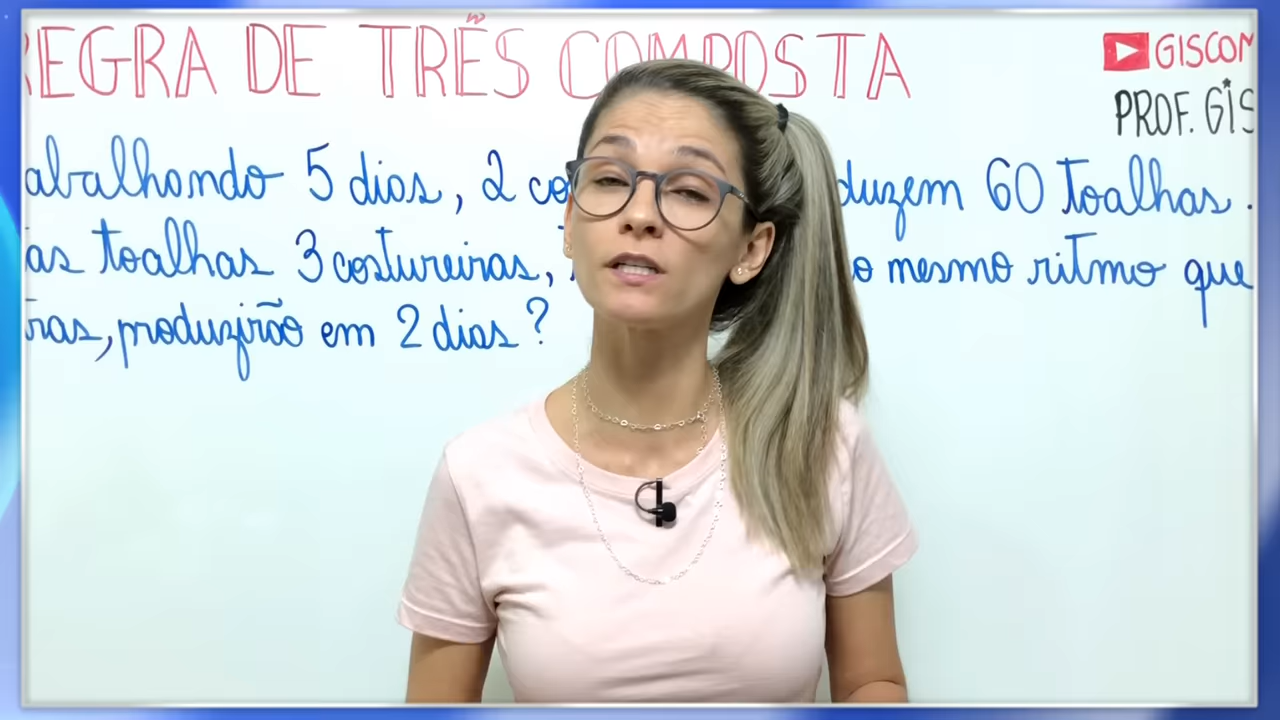 REGRA DE TRÊS COMPOSTA
GISCOM
PROF. GIS
abalhando 5 dias, 2 co duzem 60 toalhas.
as toalhas 3 costureiras, o mesmo ritmo que
ras, produzirão em 2 dias?